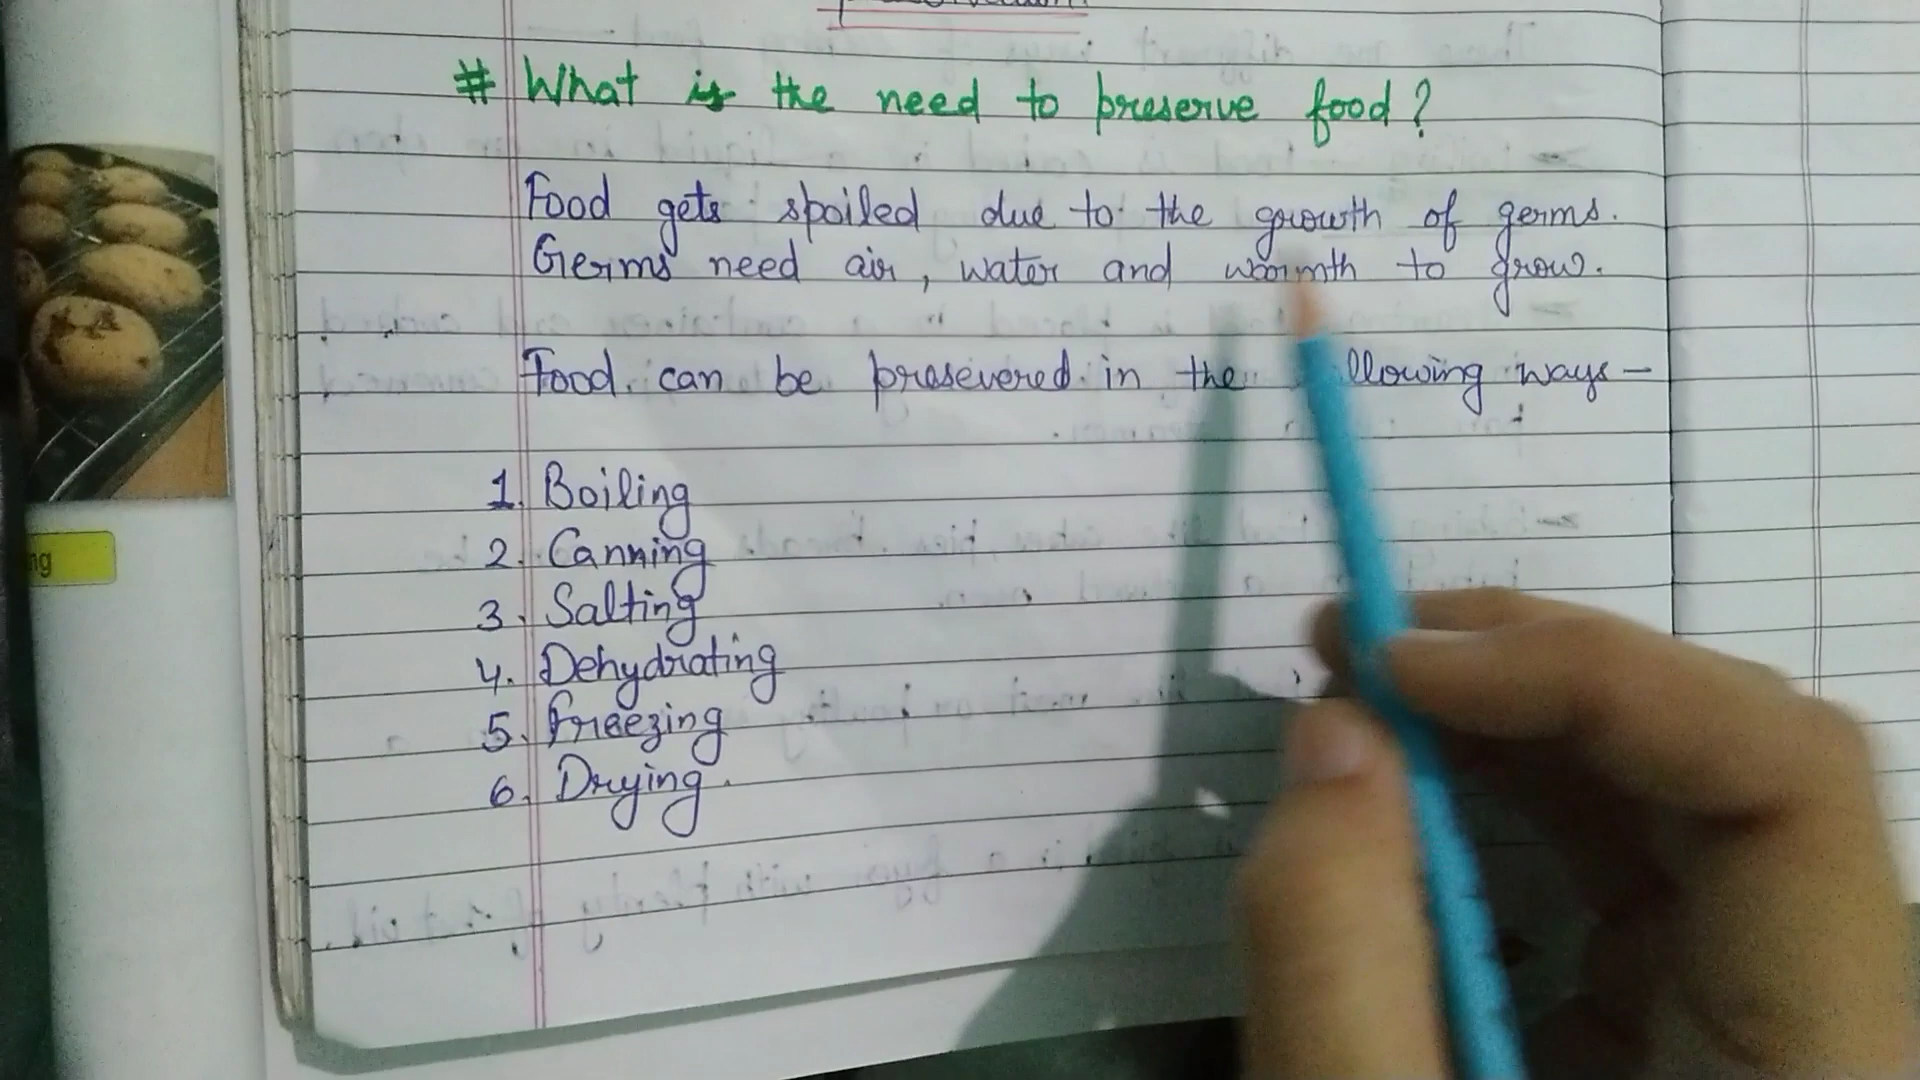 # What is the need to preserve food?
Food gets spoiled due to the growth of germs.
Germs need air, water and warmth to grow.
Food can be prasevered in the llowing ways -
1. Boiling
2. Canning
3. Salting
4. Dehydrating
5. Freezing
6. Drying.
ng